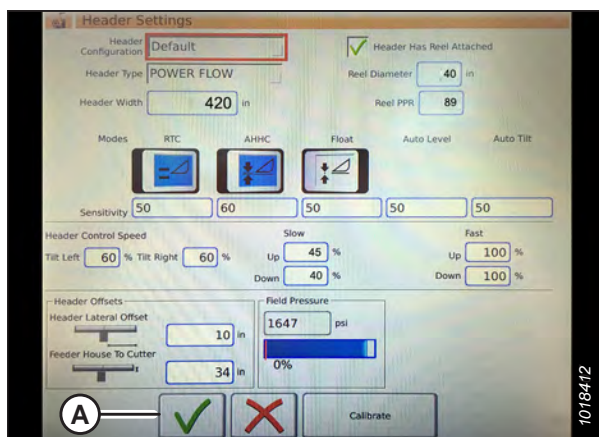 Header Settings
Header Configuration Default
Header Has Reel Attached
Header Type POWER FLOW
Reel Diameter 40 in
Header Width 420 in
Reel PPR 89
Modes RTC AHHC Float Auto Level Auto Tilt
Sensitivity 50 60 50 50 50
Header Control Speed
Slow
Fast
Tilt Left 60 % Tilt Right 60 %
Up 45 %
Up 100 %
Down 40 %
Down 100 %
Header Offsets
Field Pressure
Header Lateral Offset
10 in
1647 psi
Feeder House To Cutter
34 in
0%
A
Calibrate
1018412